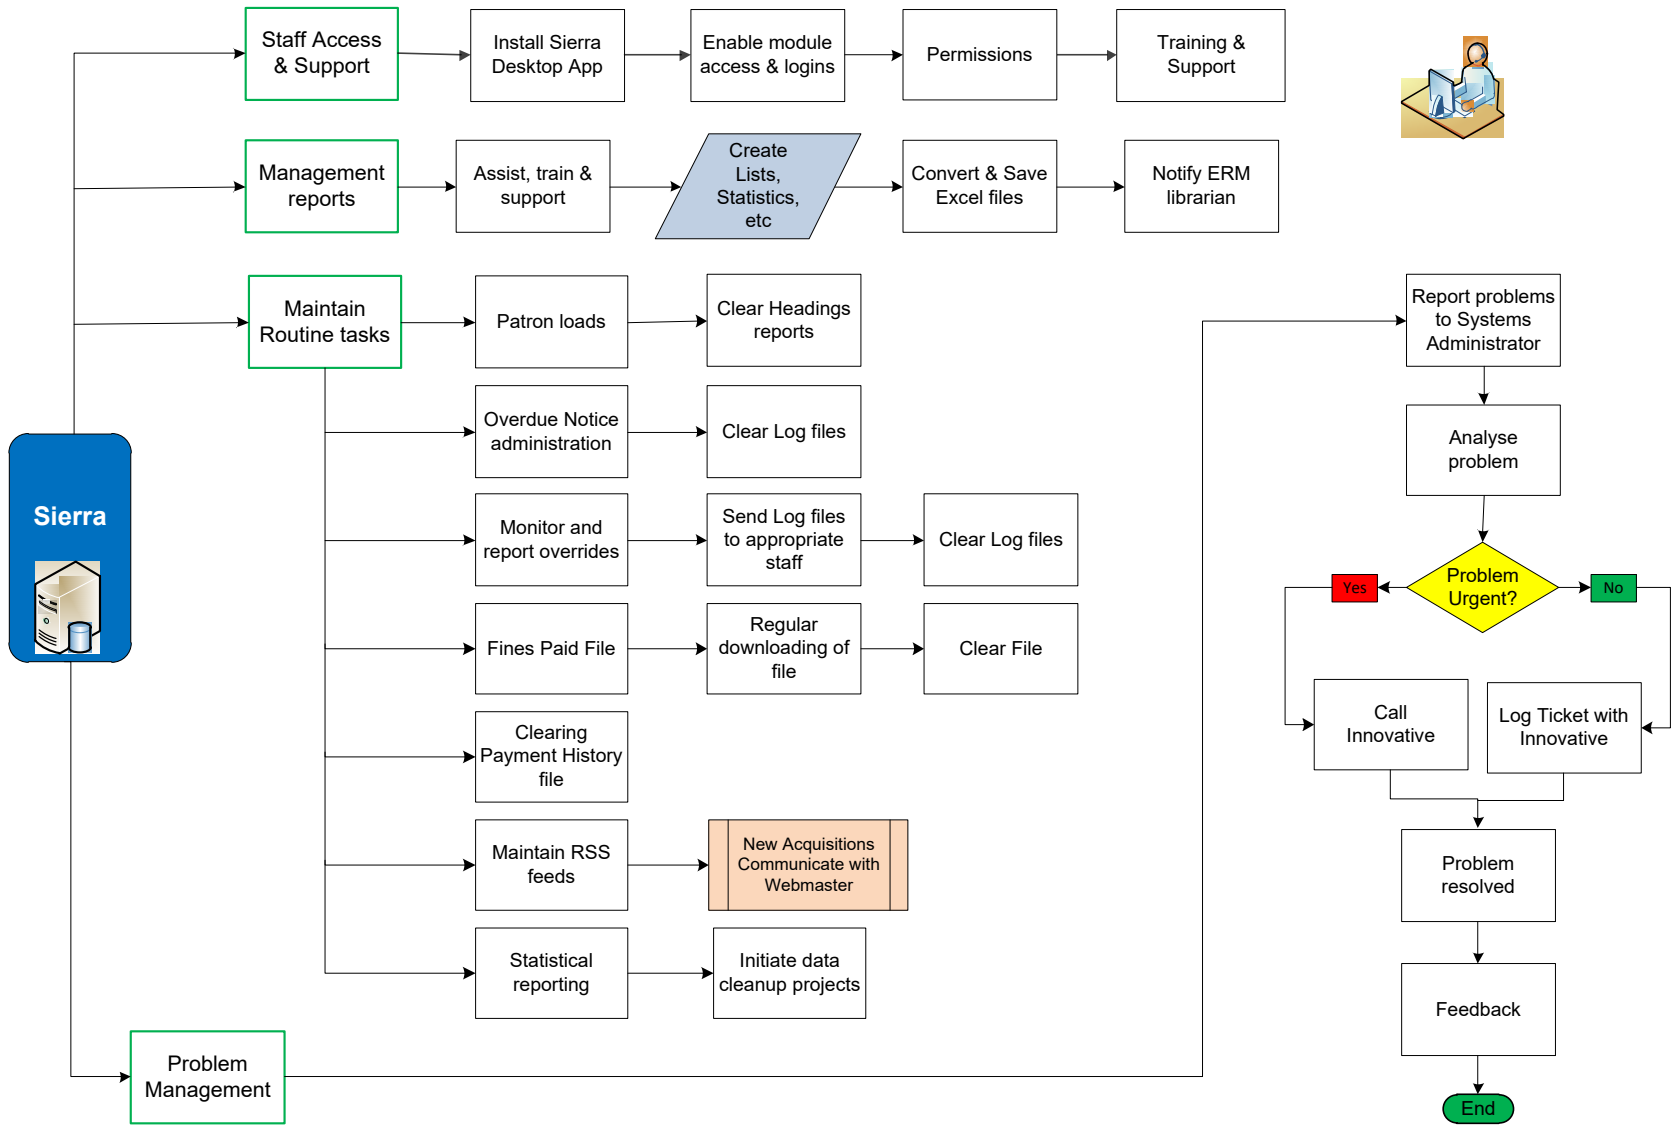 Staff Access
& Support
Install Sierra
Desktop App
Enable module
access & logins
Permissions
Training &
Support
Management
reports
Assist, train &
support
Create
Lists,
Statistics,
etc
Convert & Save
Excel files
Notify ERM
librarian
Maintain
Routine tasks
Patron loads
Clear Headings
reports
Overdue Notice
administration
Clear Log files
Sierra
Monitor and
report overrides
Send Log files
to appropriate
staff
Clear Log files
Fines Paid File
Regular
downloading of
file
Clear File
Clearing
Payment History
file
Maintain RSS
feeds
New Acquisitions
Communicate with
Webmaster
Statistical
reporting
Initiate data
cleanup projects
Problem
Management
Report problems
to Systems
Administrator
Analyse
problem
Problem
Urgent?
Yes
No
Call
Innovative
Log Ticket with
Innovative
Problem
resolved
Feedback
End